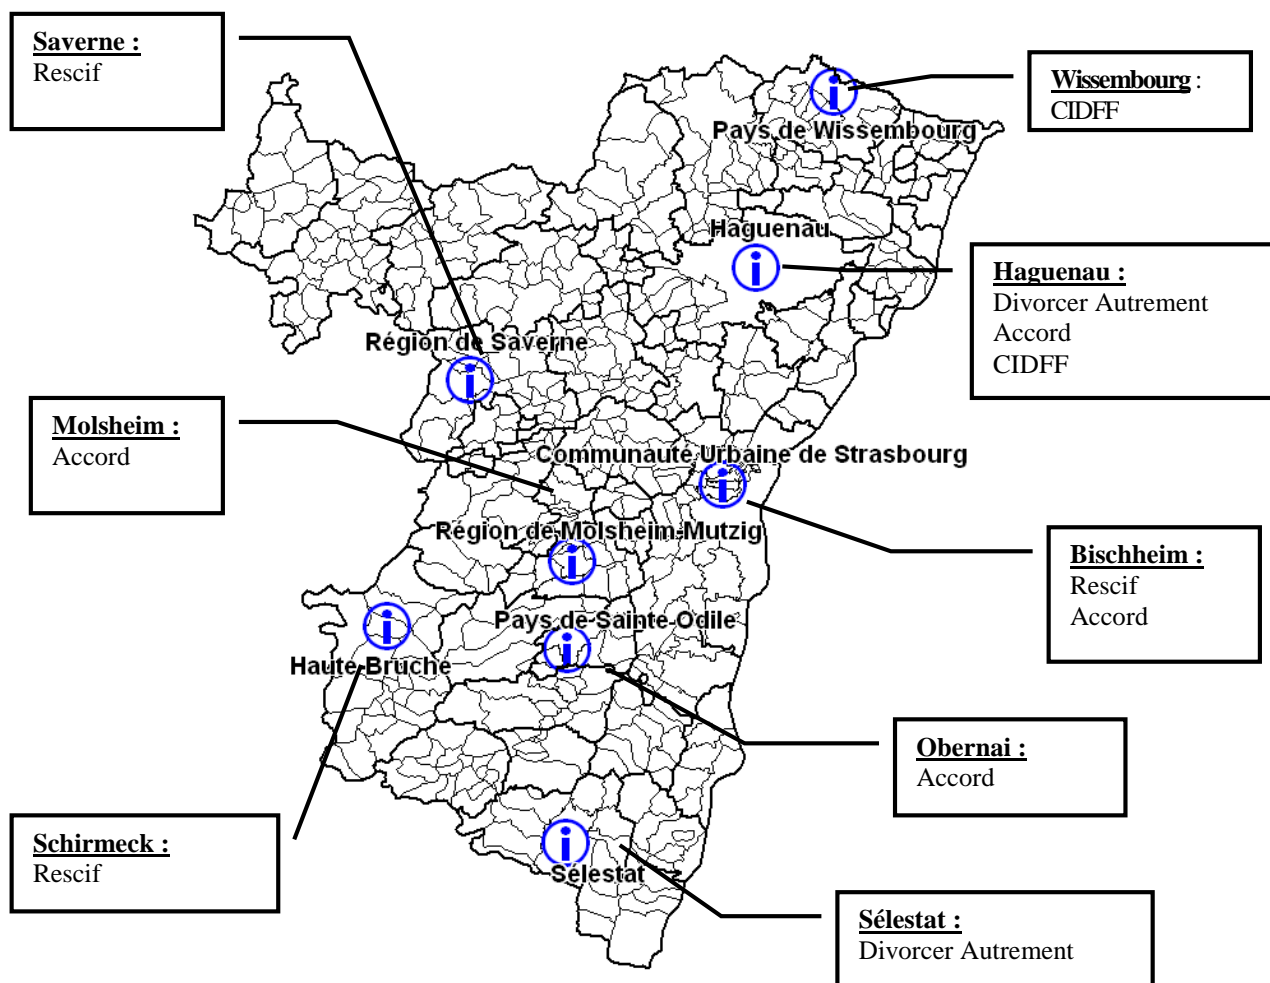 Saverne :
Rescif
Wissembourg :
CIDFF
Pays de Wissembourg
Haguenau
Haguenau :
Divorcer Autrement
Accord
CIDFF
Région de Saverne
Molsheim :
Accord
Communauté Urbaine de Strasbourg
Région de Molsheim-Mutzig
Bischheim :
Rescif
Accord
Pays de Sainte-Odile
Haute Bruche
Obernai :
Accord
Schirmeck :
Rescif
Sélestat
Sélestat :
Divorcer Autrement